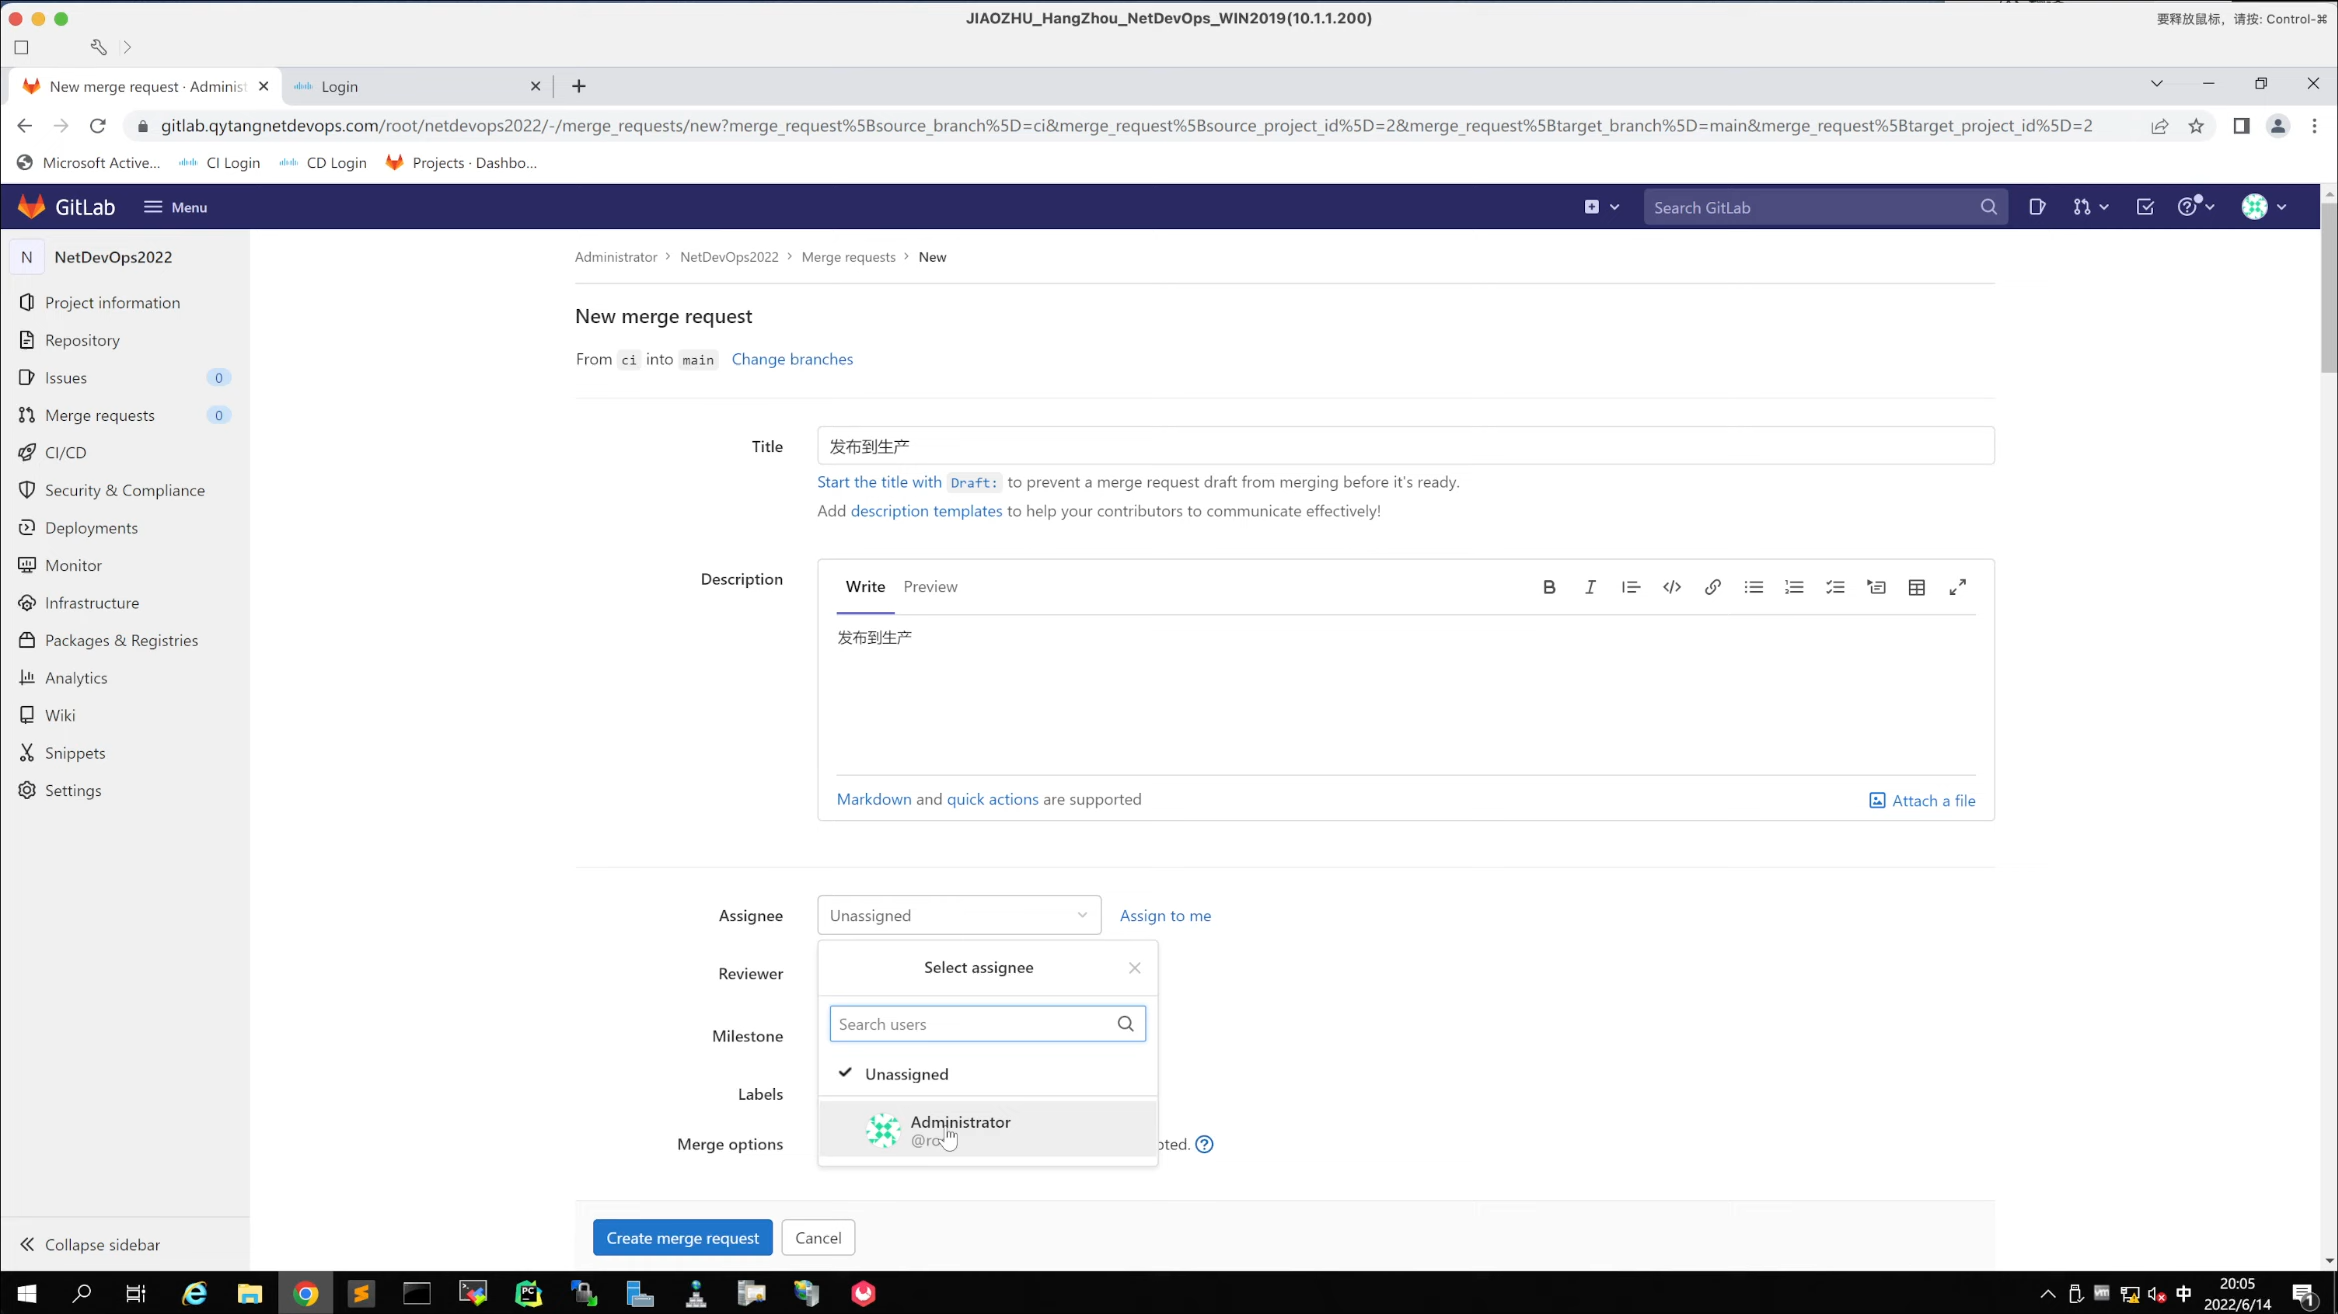 JIAOZHU_HangZhou_NetDevOps_WIN2019(10.1.1.200)
要释放鼠标，请按: Control-⌘
New merge request · Administ
Login
gitlab.qytangnetdevops.com/root/netdevops2022/-/merge_requests/new?merge_request%5Bsource_branch%5D=ci&merge_request%5Bsource_project_id%5D=2&merge_request%5Btarget_branch%5D=main&merge_request%5Btarget_project_id%5D=2
Microsoft Active...
CI Login
CD Login
Projects · Dashbo...
GitLab
Menu
Search GitLab
N NetDevOps2022
Project information
Repository
Issues 0
Merge requests 0
CI/CD
Security & Compliance
Deployments
Monitor
Infrastructure
Packages & Registries
Analytics
Wiki
Snippets
Settings
Collapse sidebar
Administrator > NetDevOps2022 > Merge requests > New
New merge request
From ci into main Change branches
Title
发布到生产
Start the title with Draft: to prevent a merge request draft from merging before it's ready.
Add description templates to help your contributors to communicate effectively!
Description
Write Preview
发布到生产
Markdown and quick actions are supported
Attach a file
Assignee
Unassigned
Assign to me
Select assignee
Reviewer
Search users
Milestone
Unassigned
Labels
Administrator
Merge options
Create merge request
Cancel
中
20:05
2022/6/14
1